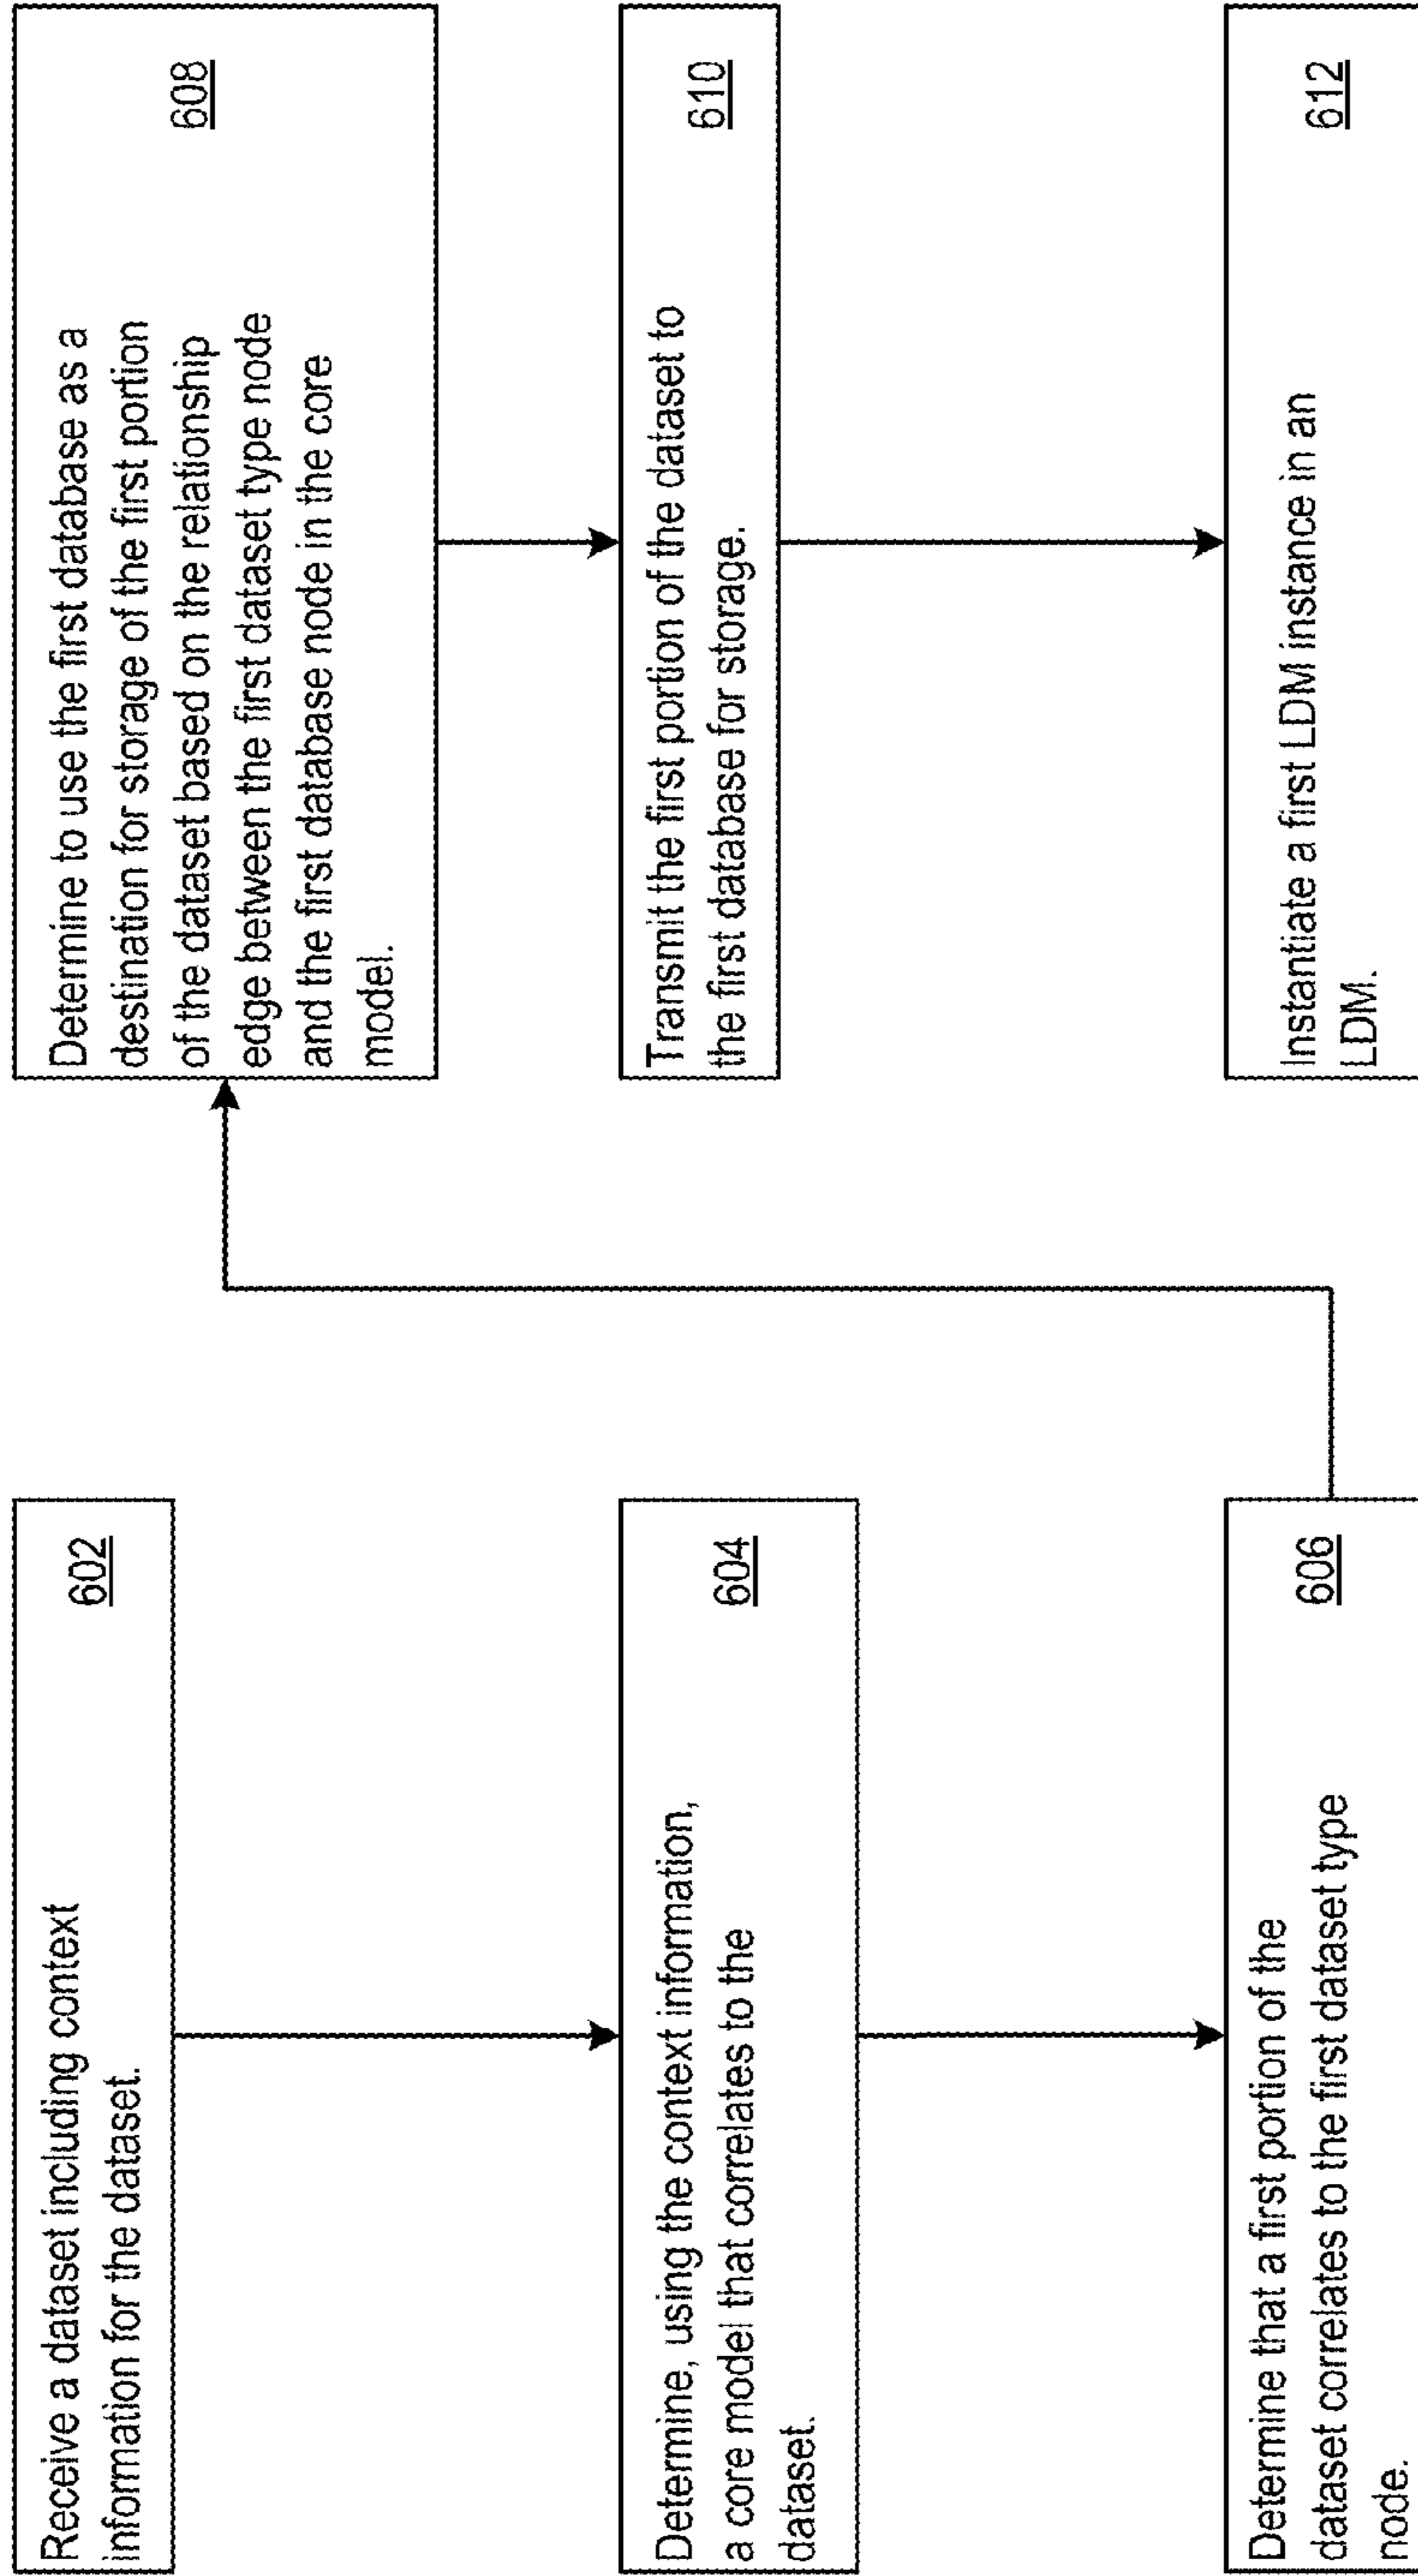 Receive a dataset including context
information for the dataset.
602
Determine, using the context information,
a core model that correlates to the
dataset.
604
Determine that a first portion of the
dataset correlates to the first dataset type
node.
606
Determine to use the first database as a
destination for storage of the first portion
of the dataset based on the relationship
edge between the first dataset type node
and the first database node in the core
model.
608
Transmit the first portion of the dataset to
the first database for storage.
610
Instantiate a first LDM instance in an
LDM.
612